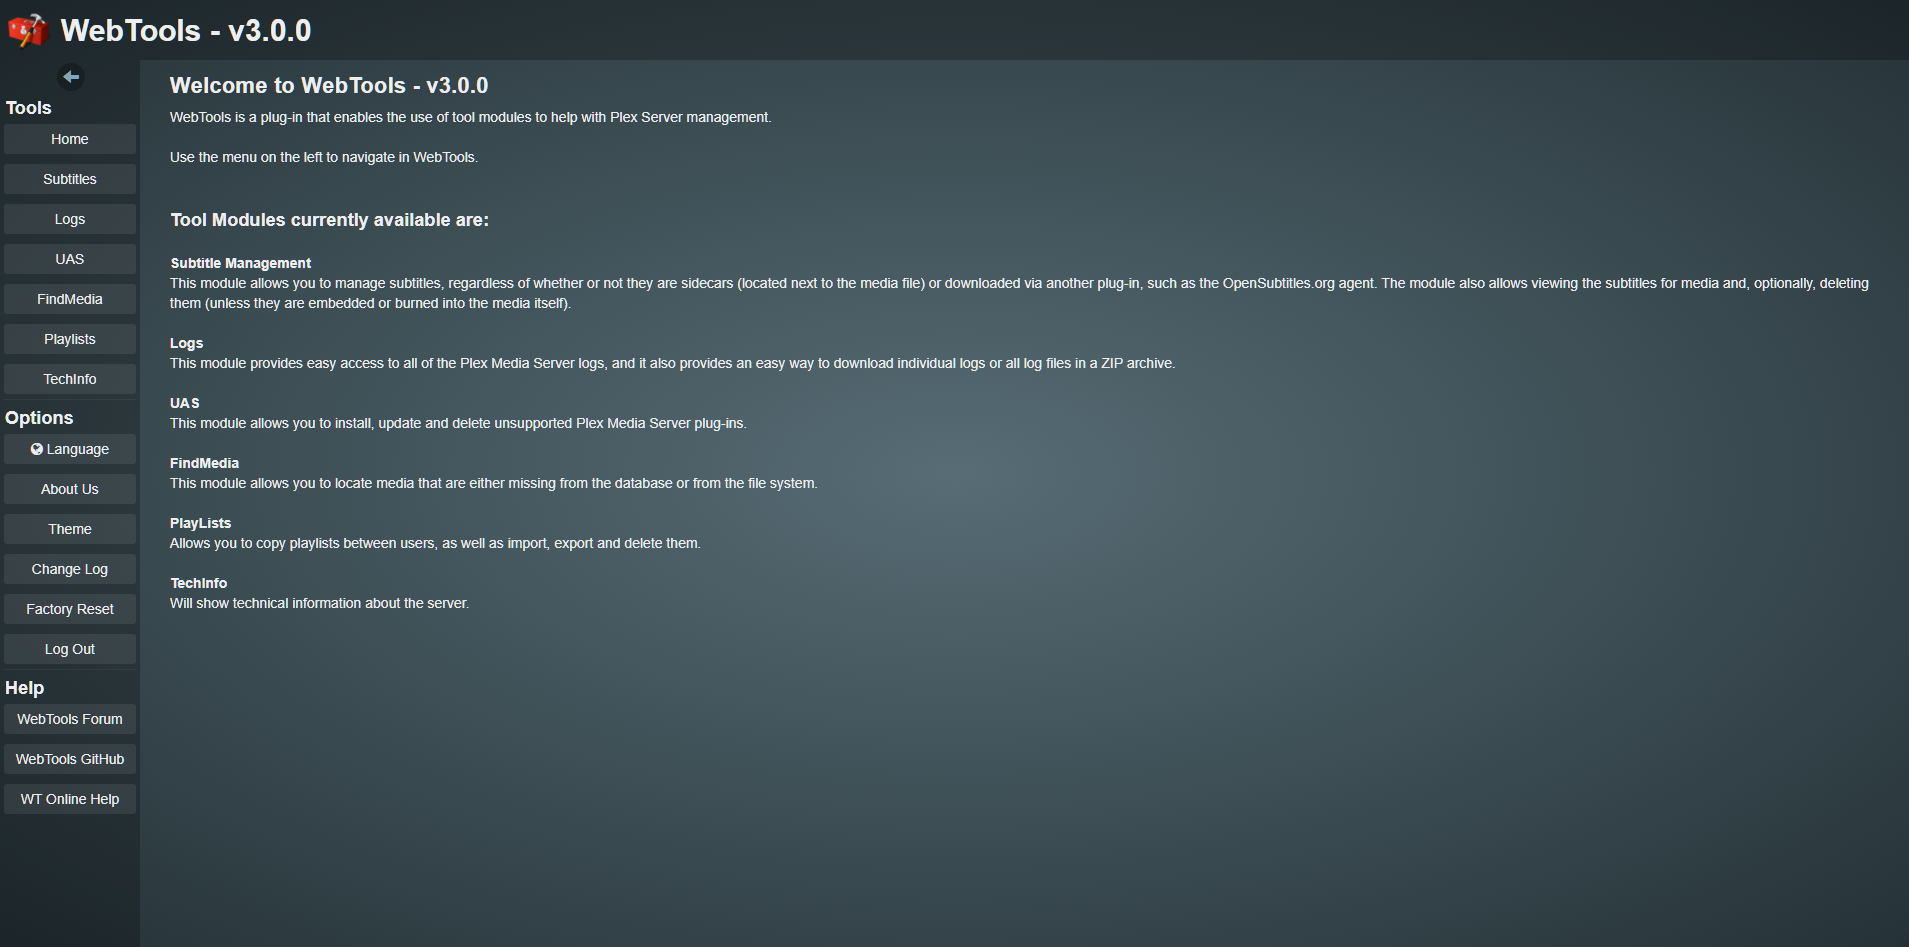 WebTools - v3.0.0
Tools
Home
Subtitles
Logs
UAS
FindMedia
Playlists
TechInfo
Options
Language
About Us
Theme
Change Log
Factory Reset
Log Out
Help
WebTools Forum
WebTools GitHub
WT Online Help
Welcome to WebTools - v3.0.0
WebTools is a plug-in that enables the use of tool modules to help with Plex Server management.
Use the menu on the left to navigate in WebTools.
Tool Modules currently available are:
Subtitle Management
This module allows you to manage subtitles, regardless of whether or not they are sidecars (located next to the media file) or downloaded via another plug-in, such as the OpenSubtitles.org agent. The module also allows viewing the subtitles for media and, optionally, deleting
them (unless they are embedded or burned into the media itself).
Logs
This module provides easy access to all of the Plex Media Server logs, and it also provides an easy way to download individual logs or all log files in a ZIP archive.
UAS
This module allows you to install, update and delete unsupported Plex Media Server plug-ins.
FindMedia
This module allows you to locate media that are either missing from the database or from the file system.
PlayLists
Allows you to copy playlists between users, as well as import, export and delete them.
TechInfo
Will show technical information about the server.